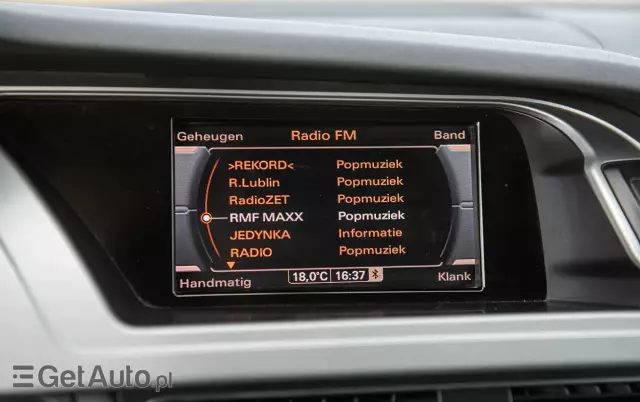 Geheugen Radio FM Band
>REKORD< Popmuziek
R.Lublin Popmuziek
RadioZET Popmuziek
RMF MAXX Popmuziek
JEDYNKA Informatie
RADIO Popmuziek
18,0°C 16:37
Handmatig Klank
GetAuto.pl